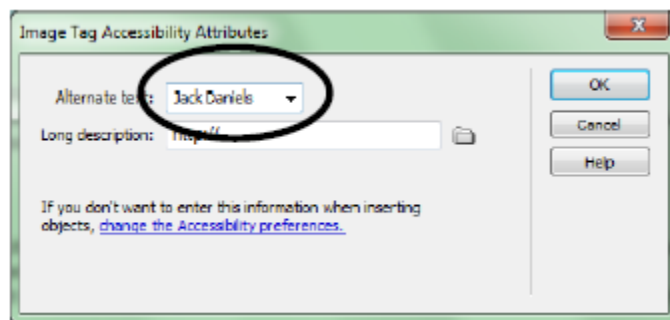 Image Tag Accessibility Attributes
Alternate text: Jack Daniels
OK
Long description: http://
Cancel
Help
If you don't want to enter this information when inserting
objects, change the Accessibility preferences.